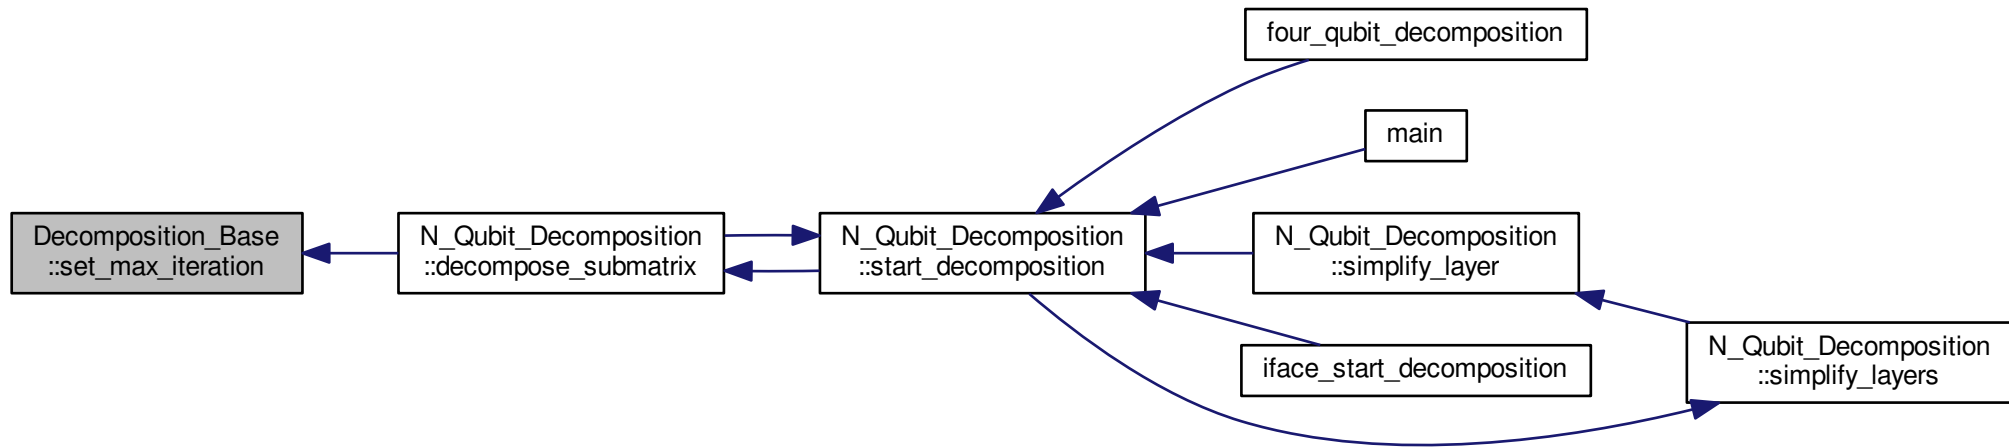 four_qubit_decomposition
main
Decomposition_Base
::set_max_iteration
N_Qubit_Decomposition
::decompose_submatrix
N_Qubit_Decomposition
::start_decomposition
N_Qubit_Decomposition
::simplify_layer
iface_start_decomposition
N_Qubit_Decomposition
::simplify_layers